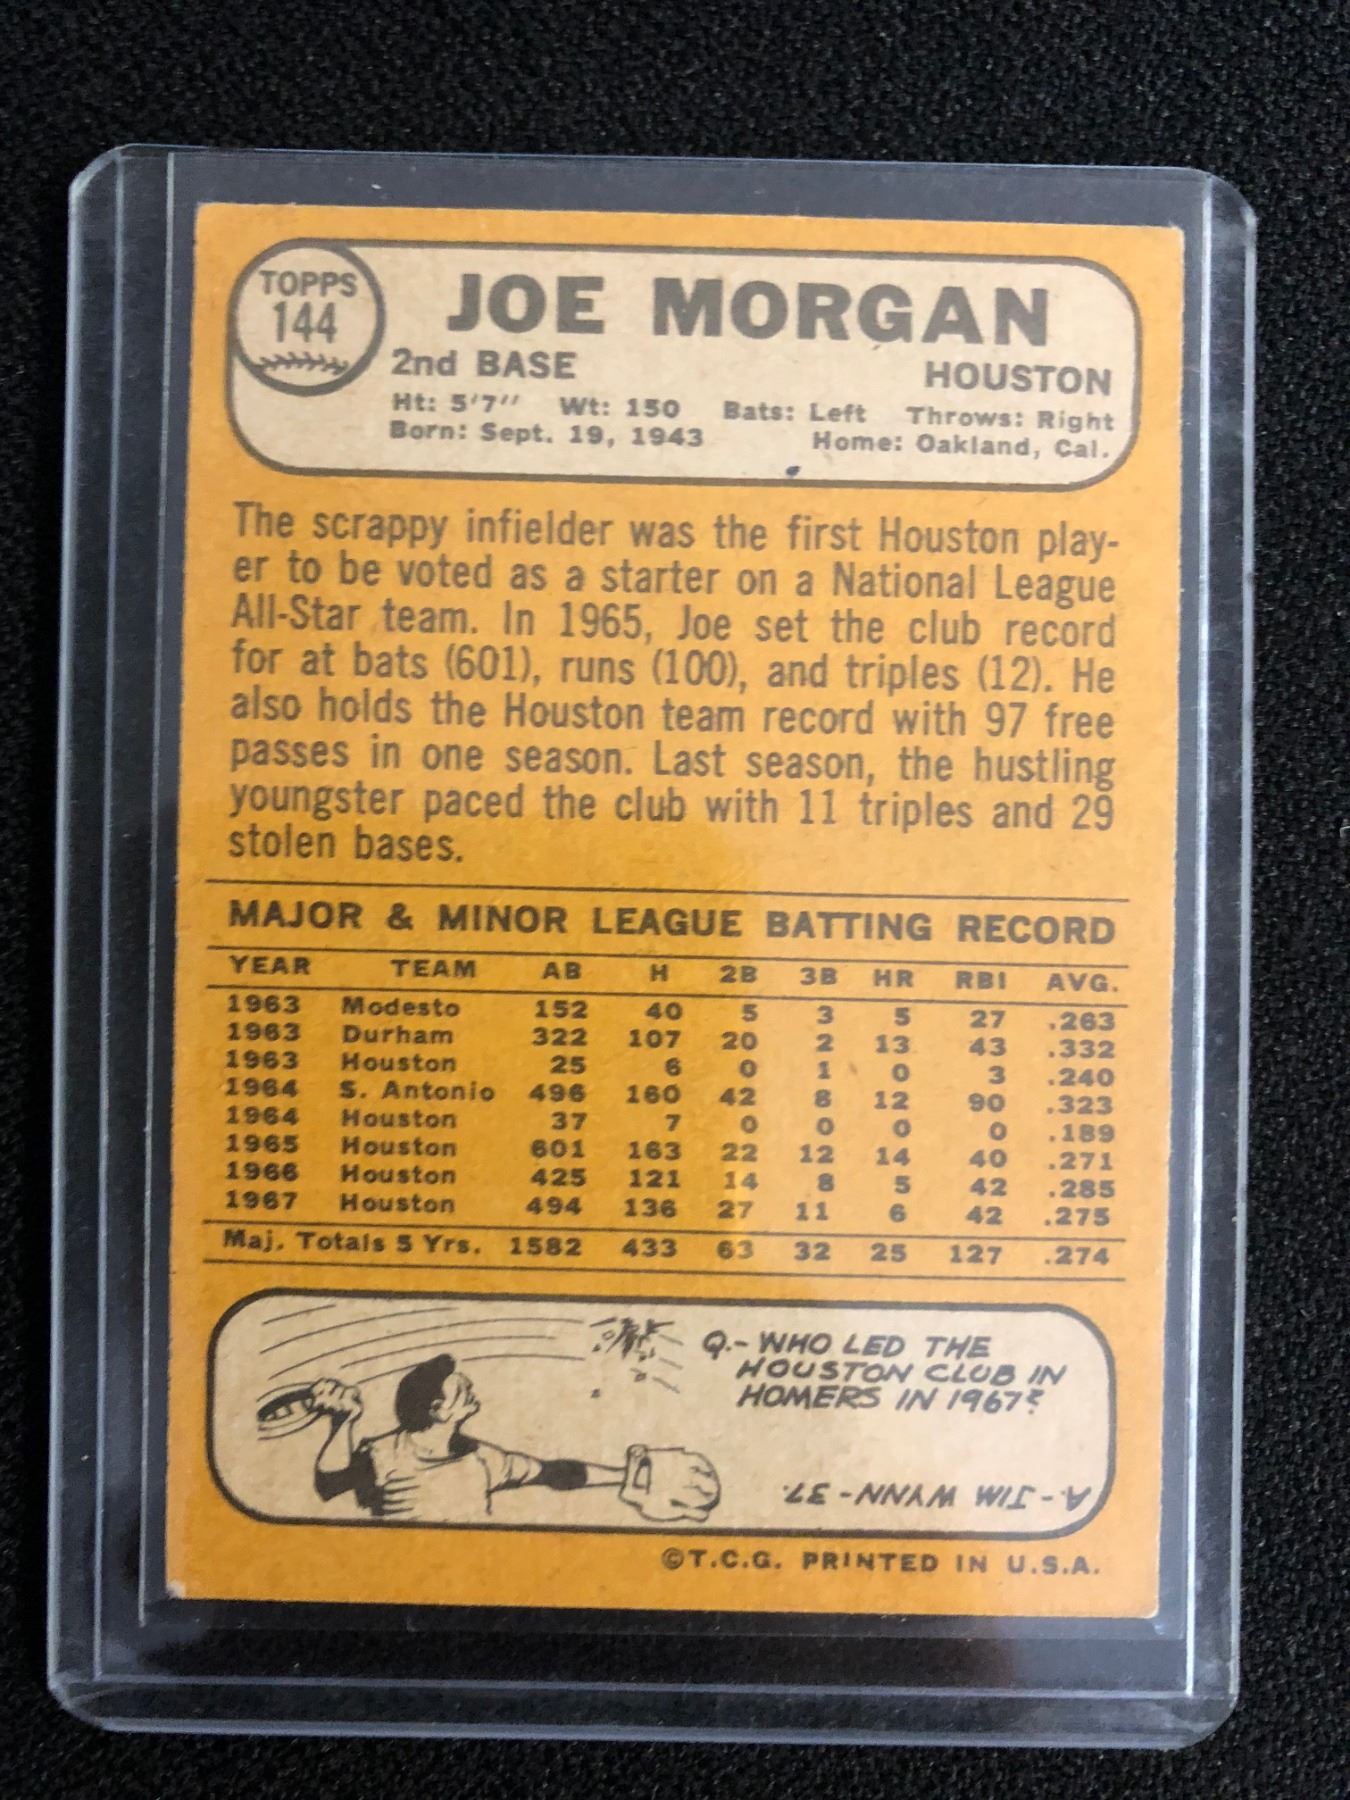 TOPPS
144
JOE MORGAN
2nd BASE HOUSTON
Ht: 5'7" Wt: 150 Bats: Left Throws: Right
Born: Sept. 19, 1943 Home: Oakland, Cal.
The scrappy infielder was the first Houston play-
er to be voted as a starter on a National League
All-Star team. In 1965, Joe set the club record
for at bats (601), runs (100), and triples (12). He
also holds the Houston team record with 97 free
passes in one season. Last season, the hustling
youngster paced the club with 11 triples and 29
stolen bases.
MAJOR & MINOR LEAGUE BATTING RECORD
YEAR TEAM AB H 2B 3B HR RBI AVG.
1963 Modesto 152 40 5 3 5 27 .263
1963 Durham 322 107 20 2 13 43 .332
1963 Houston 25 6 0 1 0 3 .240
1964 S. Antonio 496 160 42 8 12 90 .323
1964 Houston 37 7 0 0 0 0 .189
1965 Houston 601 163 22 12 14 40 .271
1966 Houston 425 121 14 8 5 42 .285
1967 Houston 494 136 27 11 6 42 .275
Maj. Totals 5 Yrs. 1582 433 63 32 25 127 .274
Q.- WHO LED THE
HOUSTON CLUB IN
HOMERS IN 1967?
A.- JIM WYNN - 37.
©T.C.G. PRINTED IN U.S.A.